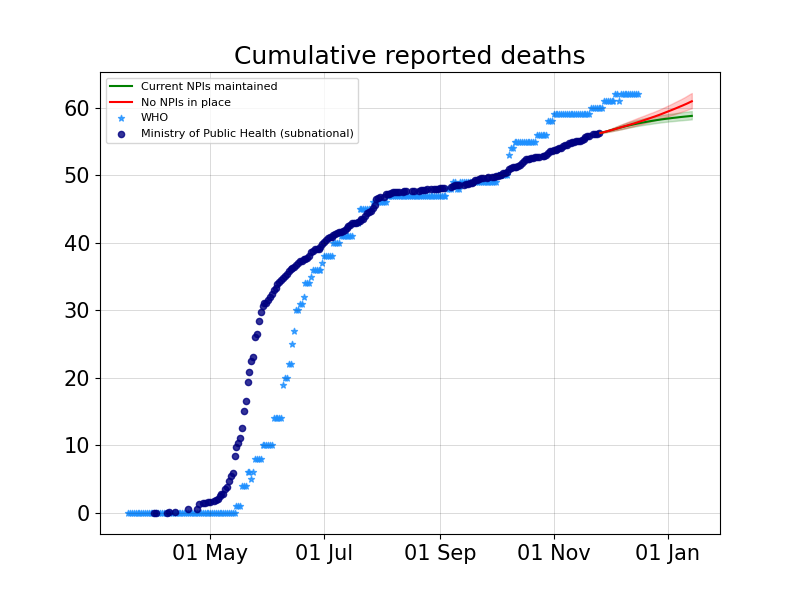 Cumulative reported deaths
Current NPIs maintained
No NPIs in place
WHO
Ministry of Public Health (subnational)
60
50
40
30
20
10
0
01 May 01 Jul 01 Sep 01 Nov 01 Jan